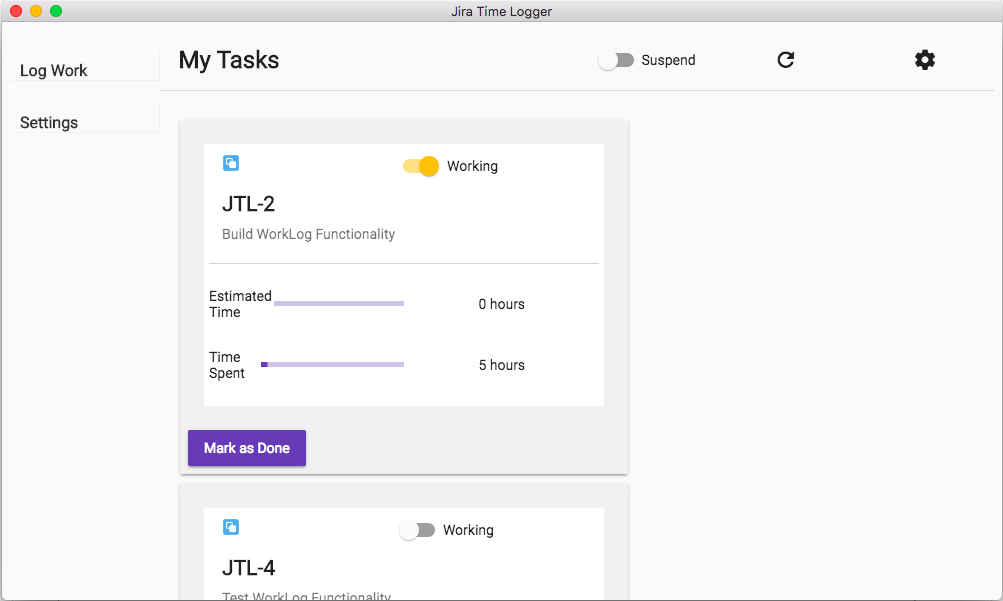 Jira Time Logger
Log Work
Settings
My Tasks
Suspend
Working
JTL-2
Build WorkLog Functionality
Estimated
Time
0 hours
Time
Spent
5 hours
Mark as Done
Working
JTL-4
Test WorkLog Functionality